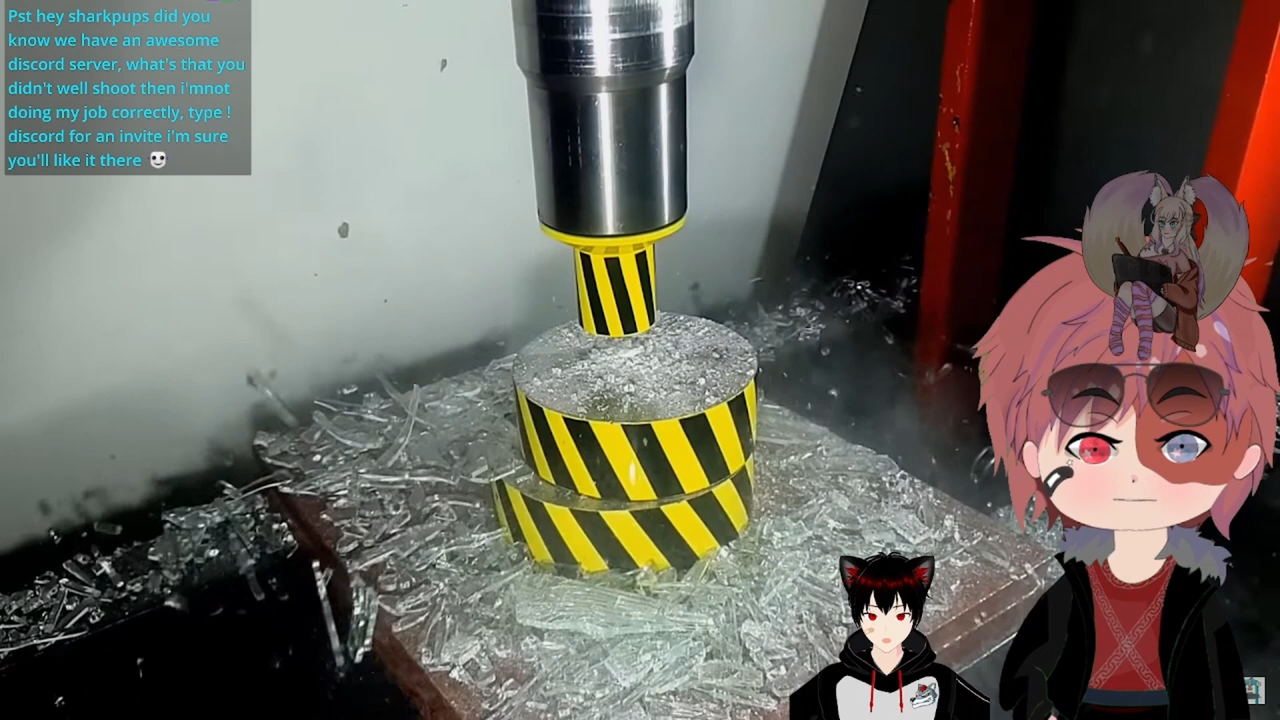 Pst hey sharkpups did you
know we have an awesome
discord server, what's that you
didn't well shoot then i'mnot
doing my job correctly, type !
discord for an invite i'm sure
you'll like it there